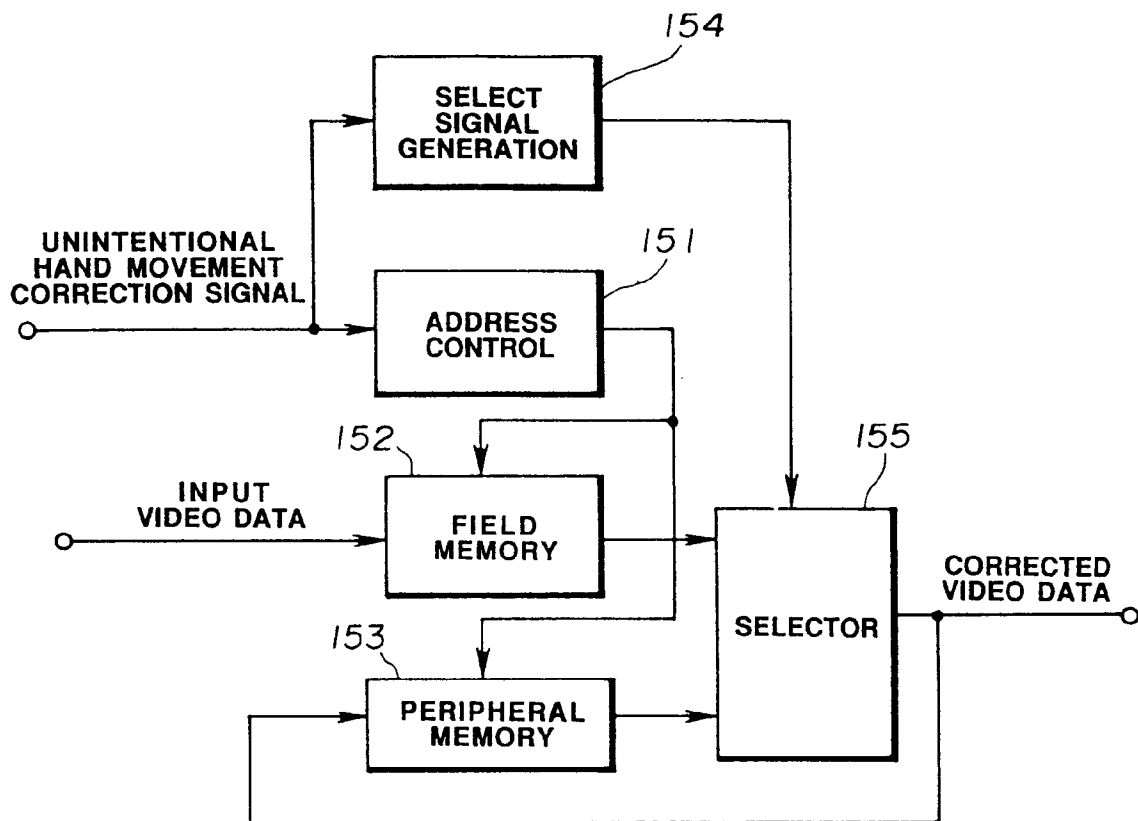 154
SELECT
SIGNAL
GENERATION
UNINTENTIONAL
HAND MOVEMENT
CORRECTION SIGNAL
151
ADDRESS
CONTROL
152
155
INPUT
VIDEO DATA
FIELD
MEMORY
CORRECTED
VIDEO DATA
SELECTOR
153
PERIPHERAL
MEMORY